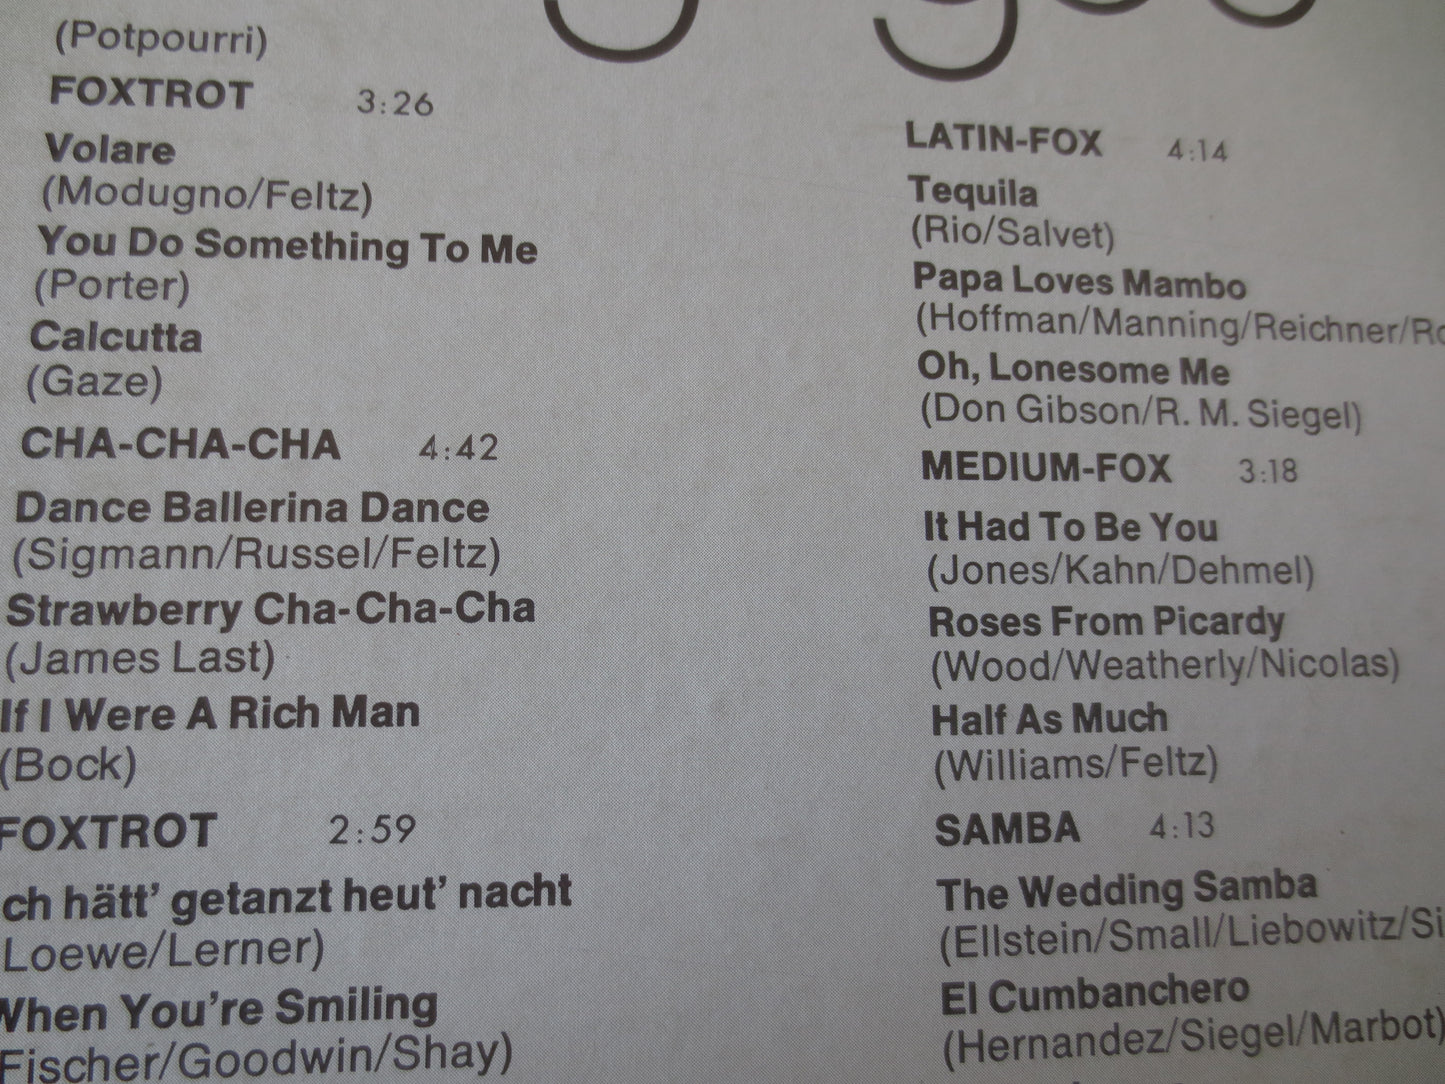 (Potpourri)
FOXTROT 3:26
Volare
(Modugno/Feltz)
You Do Something To Me
(Porter)
Calcutta
(Gaze)
CHA-CHA-CHA 4:42
Dance Ballerina Dance
(Sigmann/Russel/Feltz)
Strawberry Cha-Cha-Cha
(James Last)
If I Were A Rich Man
(Bock)
FOXTROT 2:59
ch hätt' getanzt heut' nacht
Loewe/Lerner)
When You're Smiling
Fischer/Goodwin/Shay)
LATIN-FOX 4:14
Tequila
(Rio/Salvet)
Papa Loves Mambo
(Hoffman/Manning/Reichner/
Oh, Lonesome Me
(Don Gibson/R. M. Siegel)
MEDIUM-FOX 3:18
It Had To Be You
(Jones/Kahn/Dehmel)
Roses From Picardy
(Wood/Weatherly/Nicolas)
Half As Much
(Williams/Feltz)
SAMBA 4:13
The Wedding Samba
(Ellstein/Small/Liebowitz/
El Cumbanchero
(Hernandez/Siegel/Marbot)